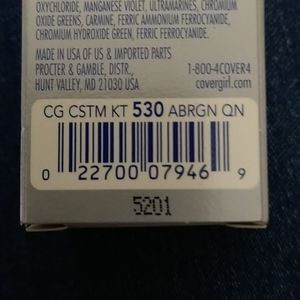 OXYCHLORIDE, MANGANESE VIOLET, ULTRAMARINES, CHROMIUM
OXIDE GREENS, CARMINE, FERRIC AMMONIUM FERROCYANIDE,
CHROMIUM HYDROXIDE GREEN, FERRIC FERROCYANIDE.
MADE IN USA OF US & IMPORTED PARTS
PROCTER & GAMBLE, DISTR., 1-800-4COVER4
HUNT VALLEY, MD 21030 USA covergirl.com
CG CSTM KT 530 ABRGN QN
0 22700 07946 9
5201